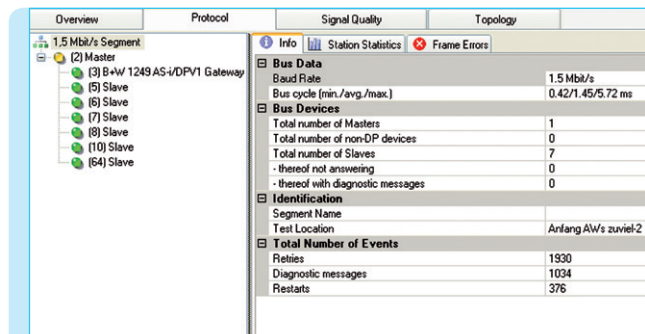 Overview Protocol Signal Quality Topology
1,5 Mbit/s Segment
(2) Master
(3) B+W 1249 AS-i/DPV1 Gateway
(5) Slave
(6) Slave
(7) Slave
(8) Slave
(10) Slave
(64) Slave
Info Station Statistics Frame Errors
Bus Data
Baud Rate 1.5 Mbit/s
Bus cycle (min./avg./max.) 0.42/1.45/5.72 ms
Bus Devices
Total number of Masters 1
Total number of non-DP devices 0
Total number of Slaves 7
- thereof not answering 0
- thereof with diagnostic messages 0
Identification
Segment Name
Test Location Anfang AWs zuviel-2
Total Number of Events
Retries 1930
Diagnostic messages 1034
Restarts 376